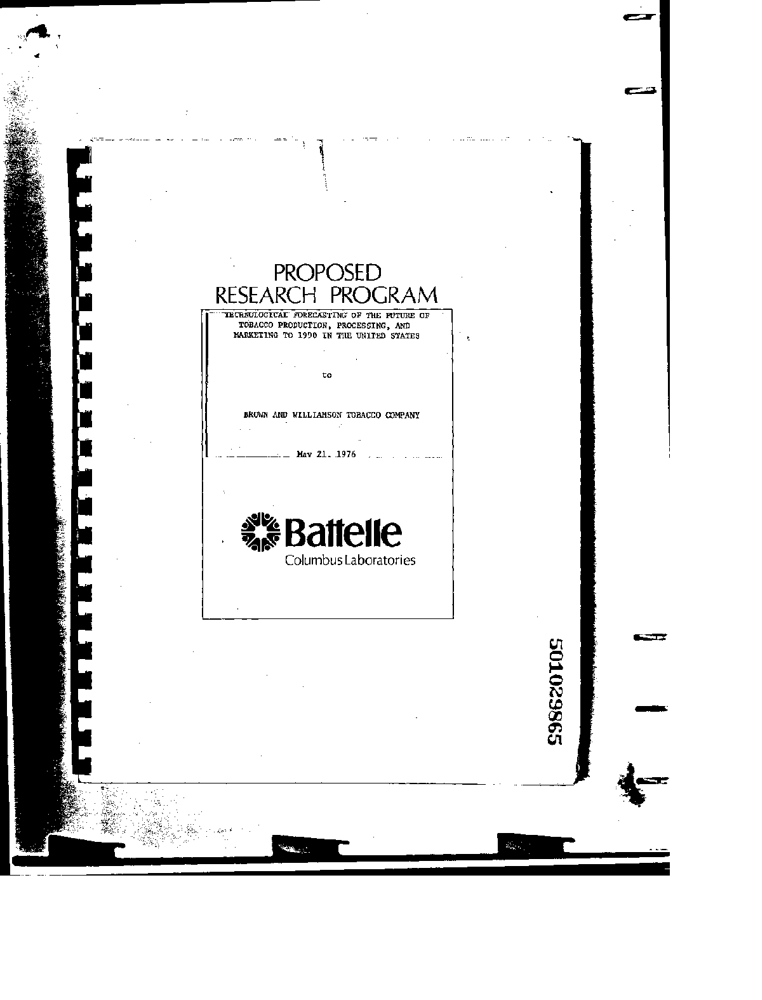 PROPOSED
RESEARCH PROGRAM
TECHNOLOGICAL FORECASTING OF THE FUTURE OF
TOBACCO PRODUCTION, PROCESSING, AND
MARKETING TO 1990 IN THE UNITED STATES
to
BROWN AND WILLIAMSON TOBACCO COMPANY
May 21, 1976
Battelle
Columbus Laboratories
501029865